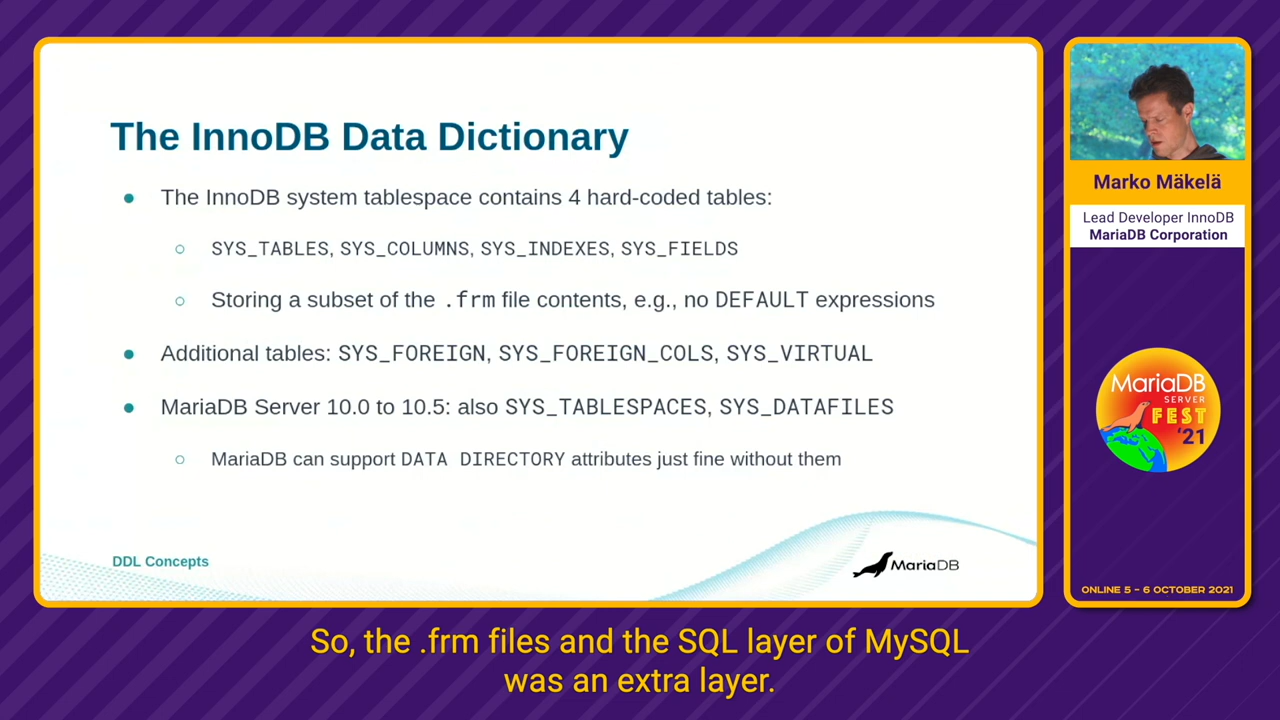 The InnoDB Data Dictionary
● The InnoDB system tablespace contains 4 hard-coded tables:
○ SYS_TABLES, SYS_COLUMNS, SYS_INDEXES, SYS_FIELDS
○ Storing a subset of the .frm file contents, e.g., no DEFAULT expressions
● Additional tables: SYS_FOREIGN, SYS_FOREIGN_COLS, SYS_VIRTUAL
● MariaDB Server 10.0 to 10.5: also SYS_TABLESPACES, SYS_DATAFILES
○ MariaDB can support DATA DIRECTORY attributes just fine without them
DDL Concepts
MariaDB
Marko Mäkelä
Lead Developer InnoDB
MariaDB Corporation
MariaDB
SERVER
FEST
'21
ONLINE 5 – 6 OCTOBER 2021
So, the .frm files and the SQL layer of MySQL
was an extra layer.